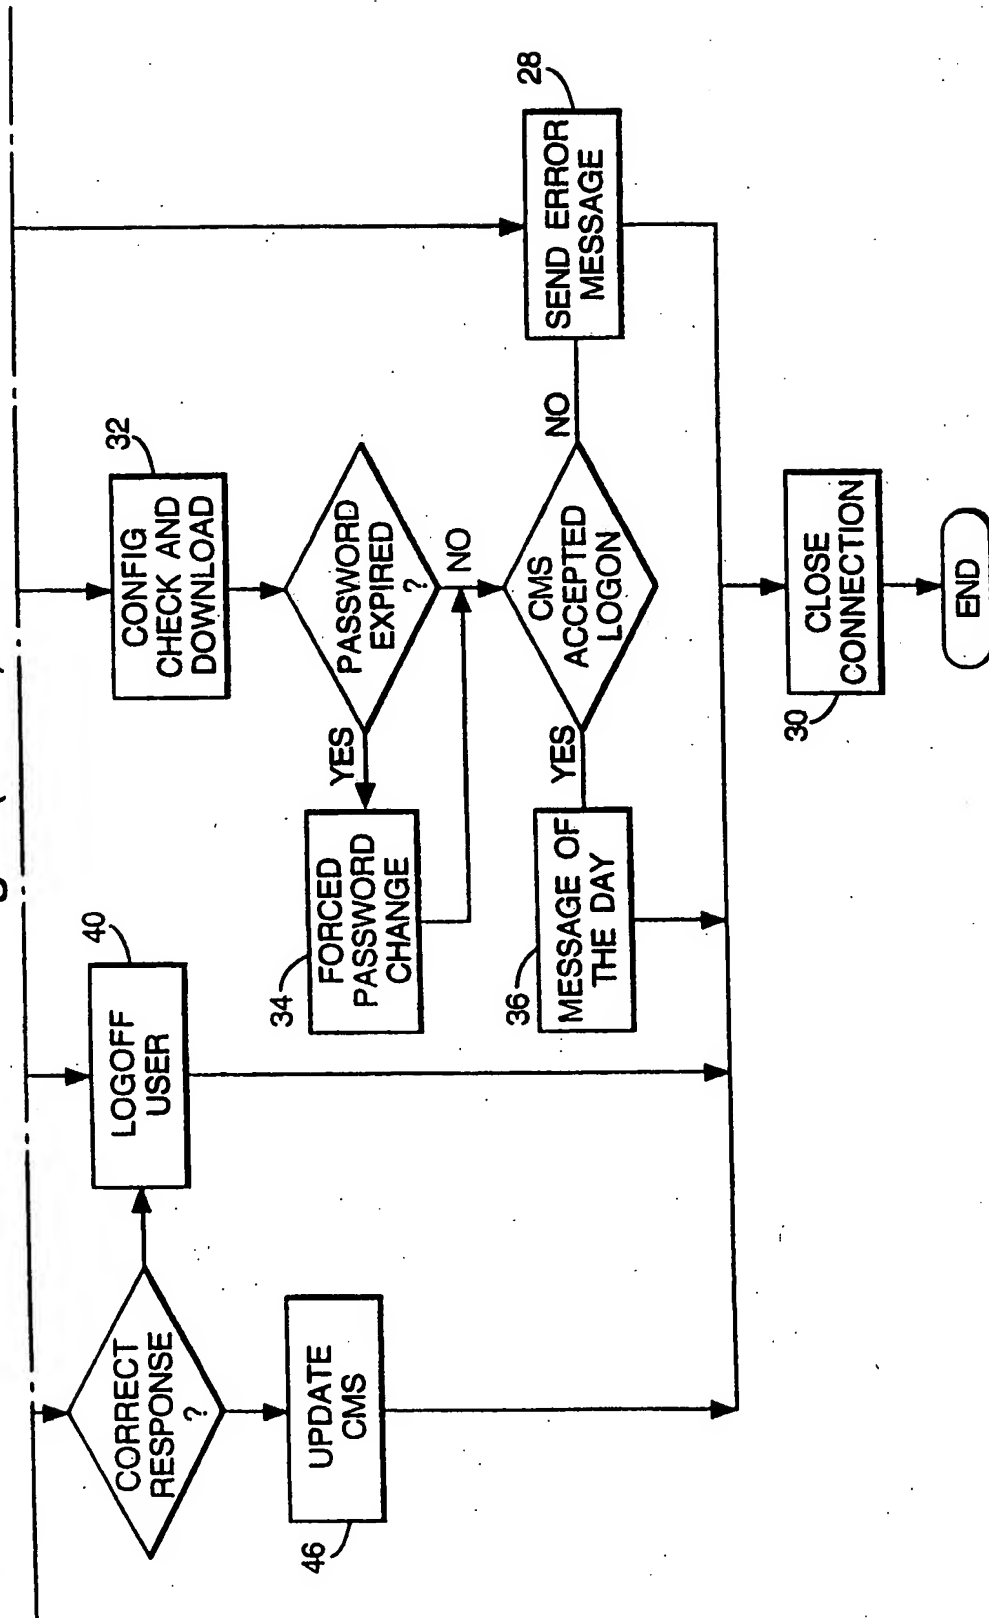 CORRECT
RESPONSE
?
40
LOGOFF
USER
32
CONFIG
CHECK AND
DOWNLOAD
46
UPDATE
CMS
34
FORCED
PASSWORD
CHANGE
YES
PASSWORD
EXPIRED
?
NO
36
MESSAGE OF
THE DAY
YES
CMS
ACCEPTED
LOGON
NO
28
SEND ERROR
MESSAGE
30
CLOSE
CONNECTION
END